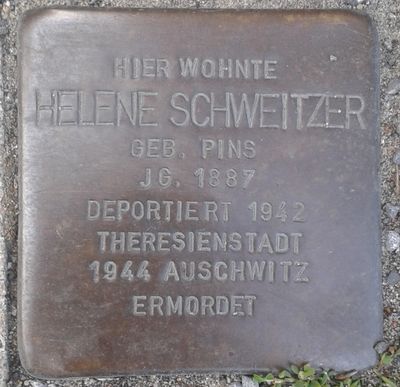 HIER WOHNTE
HELENE SCHWEITZER
GEB. PINS
JG. 1887
DEPORTIERT 1942
THERESIENSTADT
1944 AUSCHWITZ
ERMORDET